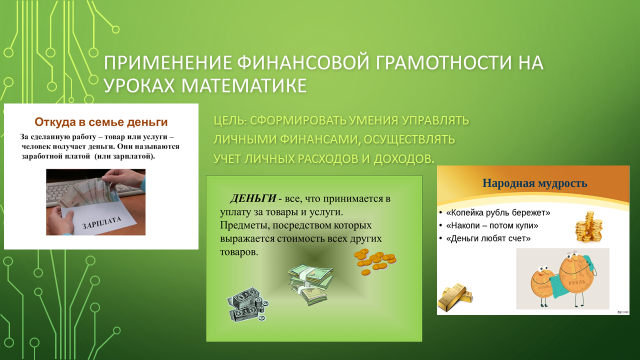 ПРИМЕНЕНИЕ ФИНАНСОВОЙ ГРАМОТНОСТИ НА
УРОКАХ МАТЕМАТИКЕ
ЦЕЛЬ: СФОРМИРОВАТЬ УМЕНИЯ УПРАВЛЯТЬ
ЛИЧНЫМИ ФИНАНСАМИ, ОСУЩЕСТВЛЯТЬ
УЧЕТ ЛИЧНЫХ РАСХОДОВ И ДОХОДОВ.
Откуда в семье деньги
За сделанную работу – товар или услуги –
человек получает деньги. Они называются
заработной платой (или зарплатой).
ЗАРПЛАТА
ДЕНЬГИ - все, что принимается в
уплату за товары и услуги.
Предметы, посредством которых
выражается стоимость всех других
товаров.
Народная мудрость
• «Копейка рубль бережет»
• «Накопи – потом купи»
• «Деньги любят счет»